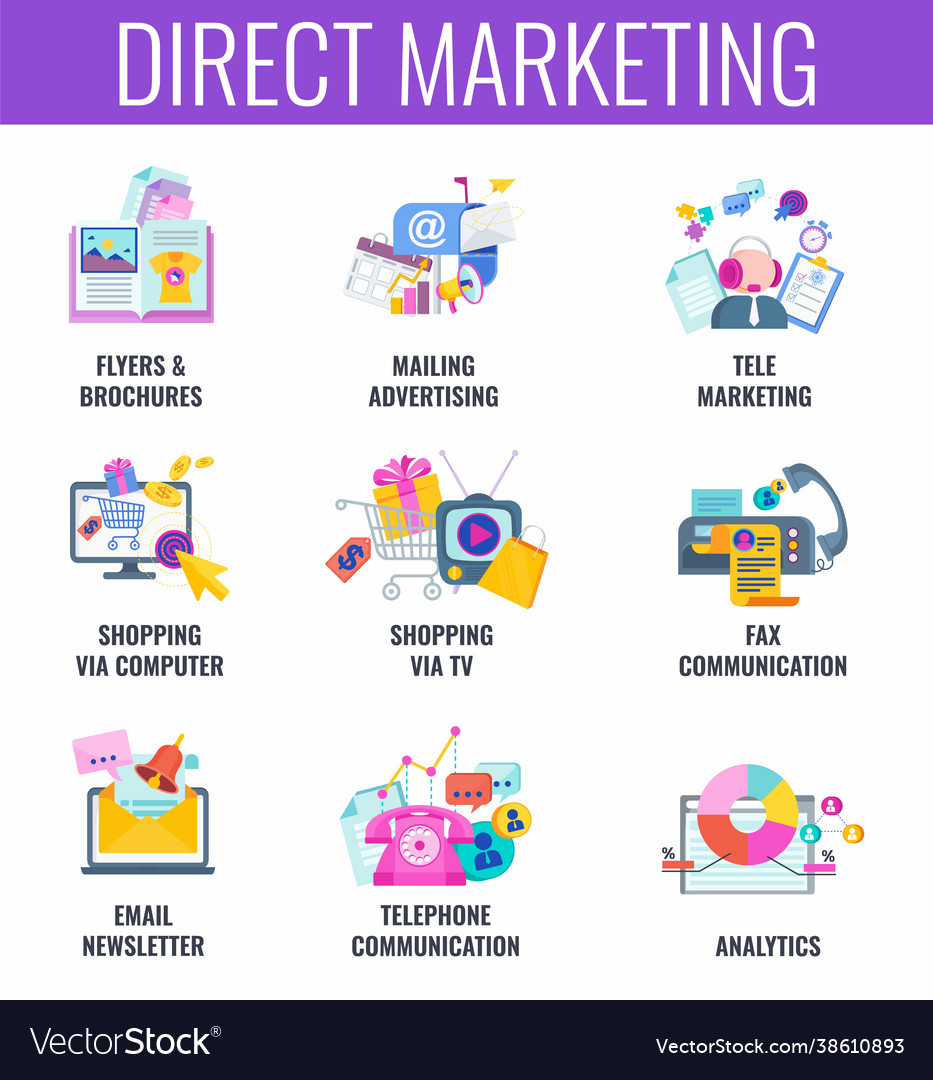 DIRECT MARKETING
FLYERS &
BROCHURES
MAILING
ADVERTISING
TELE
MARKETING
SHOPPING
VIA COMPUTER
SHOPPING
VIA TV
FAX
COMMUNICATION
EMAIL
NEWSLETTER
TELEPHONE
COMMUNICATION
%
%
ANALYTICS
@
$
$
$
$
VectorStock®
VectorStock.com/38610893